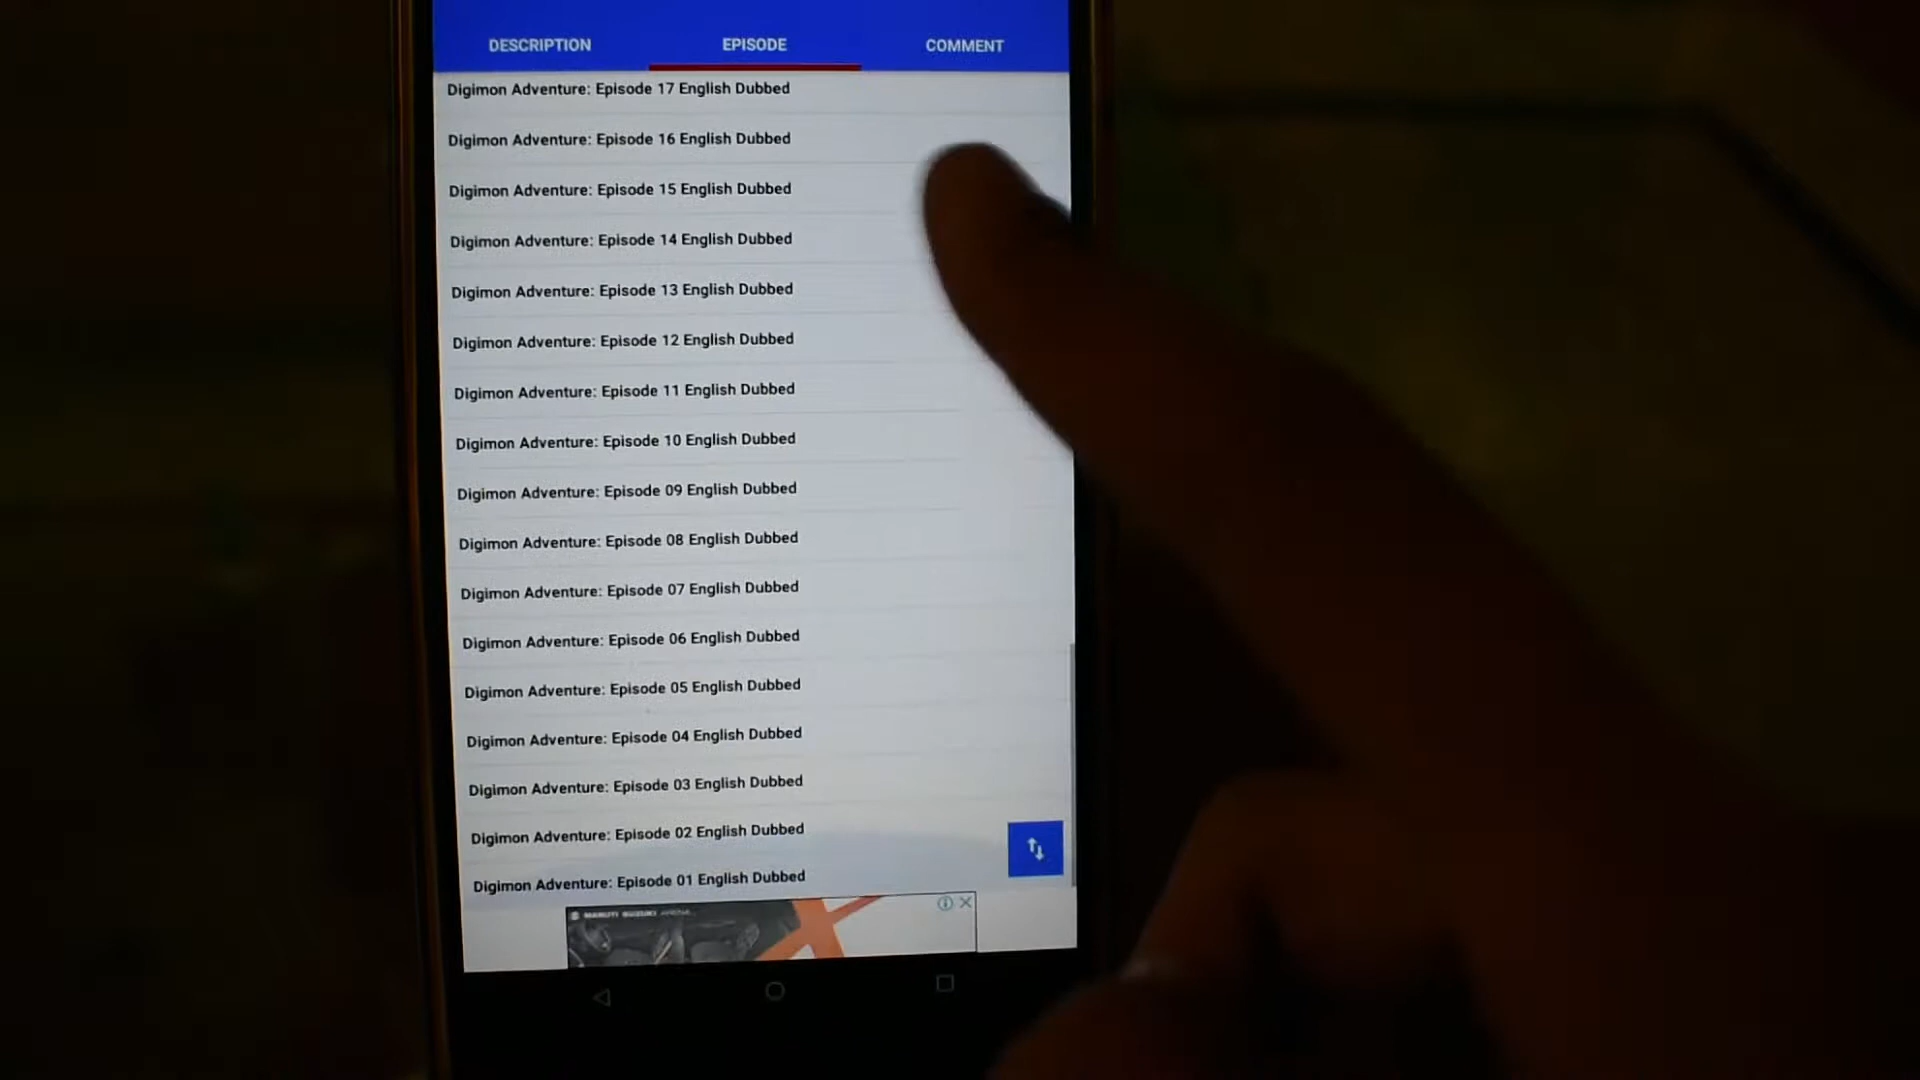 DESCRIPTION EPISODE COMMENT
Digimon Adventure: Episode 17 English Dubbed
Digimon Adventure: Episode 16 English Dubbed
Digimon Adventure: Episode 15 English Dubbed
Digimon Adventure: Episode 14 English Dubbed
Digimon Adventure: Episode 13 English Dubbed
Digimon Adventure: Episode 12 English Dubbed
Digimon Adventure: Episode 11 English Dubbed
Digimon Adventure: Episode 10 English Dubbed
Digimon Adventure: Episode 09 English Dubbed
Digimon Adventure: Episode 08 English Dubbed
Digimon Adventure: Episode 07 English Dubbed
Digimon Adventure: Episode 06 English Dubbed
Digimon Adventure: Episode 05 English Dubbed
Digimon Adventure: Episode 04 English Dubbed
Digimon Adventure: Episode 03 English Dubbed
Digimon Adventure: Episode 02 English Dubbed
Digimon Adventure: Episode 01 English Dubbed
MARUTI SUZUKI ARENA